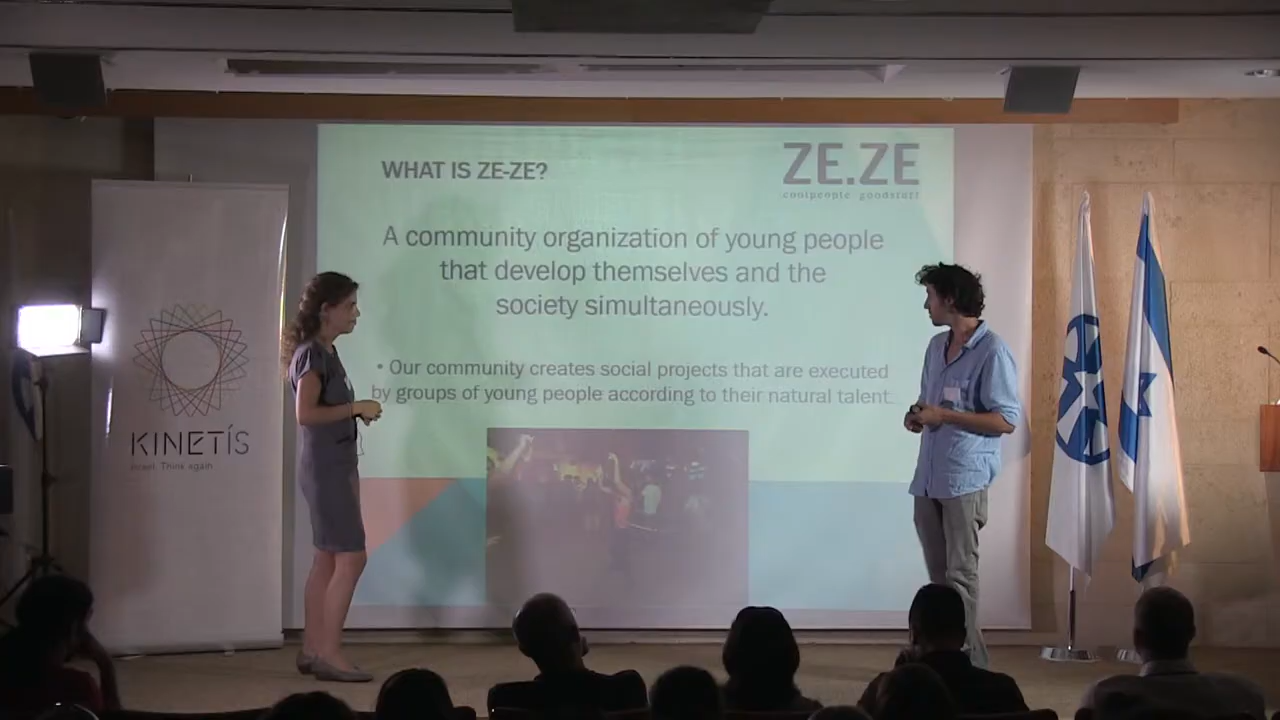 WHAT IS ZE-ZE?
ZE.ZE
coolpeople goodstuff
A community organization of young people
that develop themselves and the
society simultaneously.
• Our community creates social projects that are executed
by groups of young people according to their natural talent.
KINETÍS
Israel. Think again